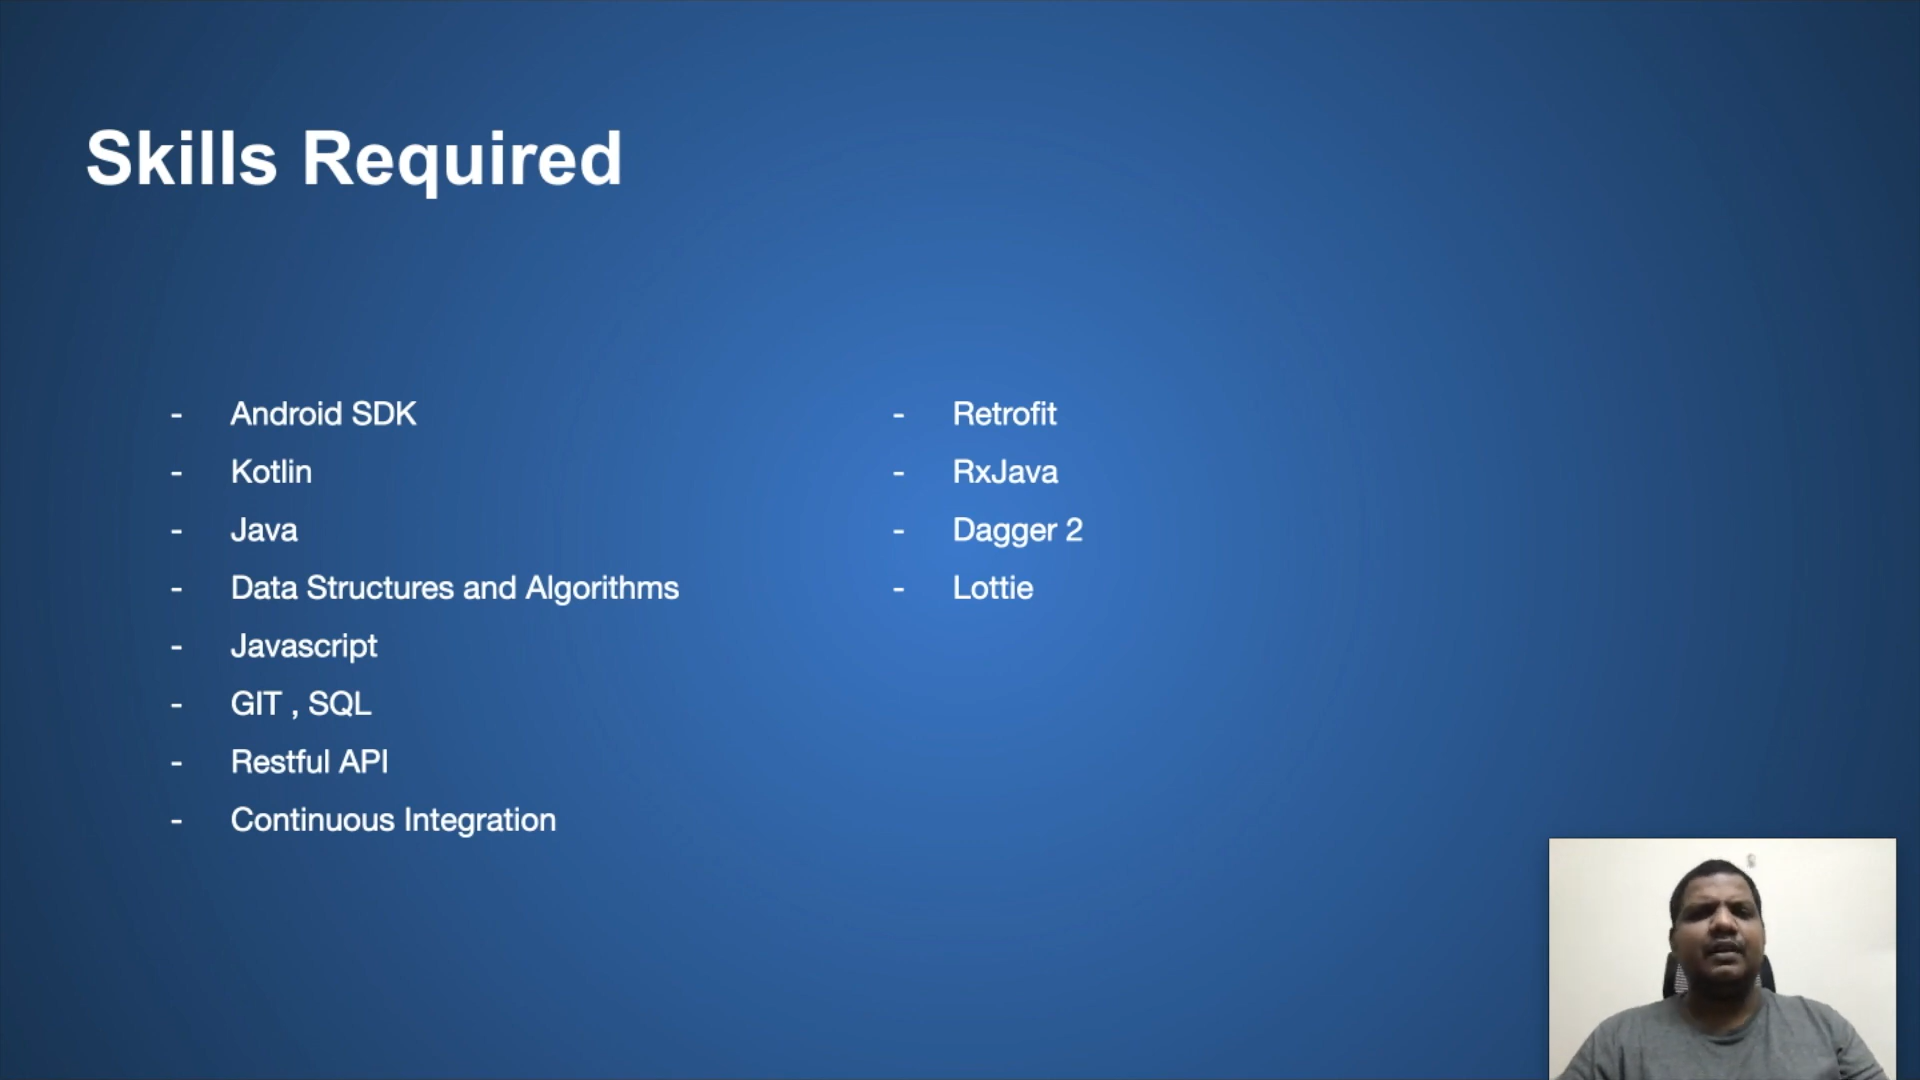 Skills Required
- Android SDK
- Kotlin
- Java
- Data Structures and Algorithms
- Javascript
- GIT , SQL
- Restful API
- Continuous Integration
- Retrofit
- RxJava
- Dagger 2
- Lottie